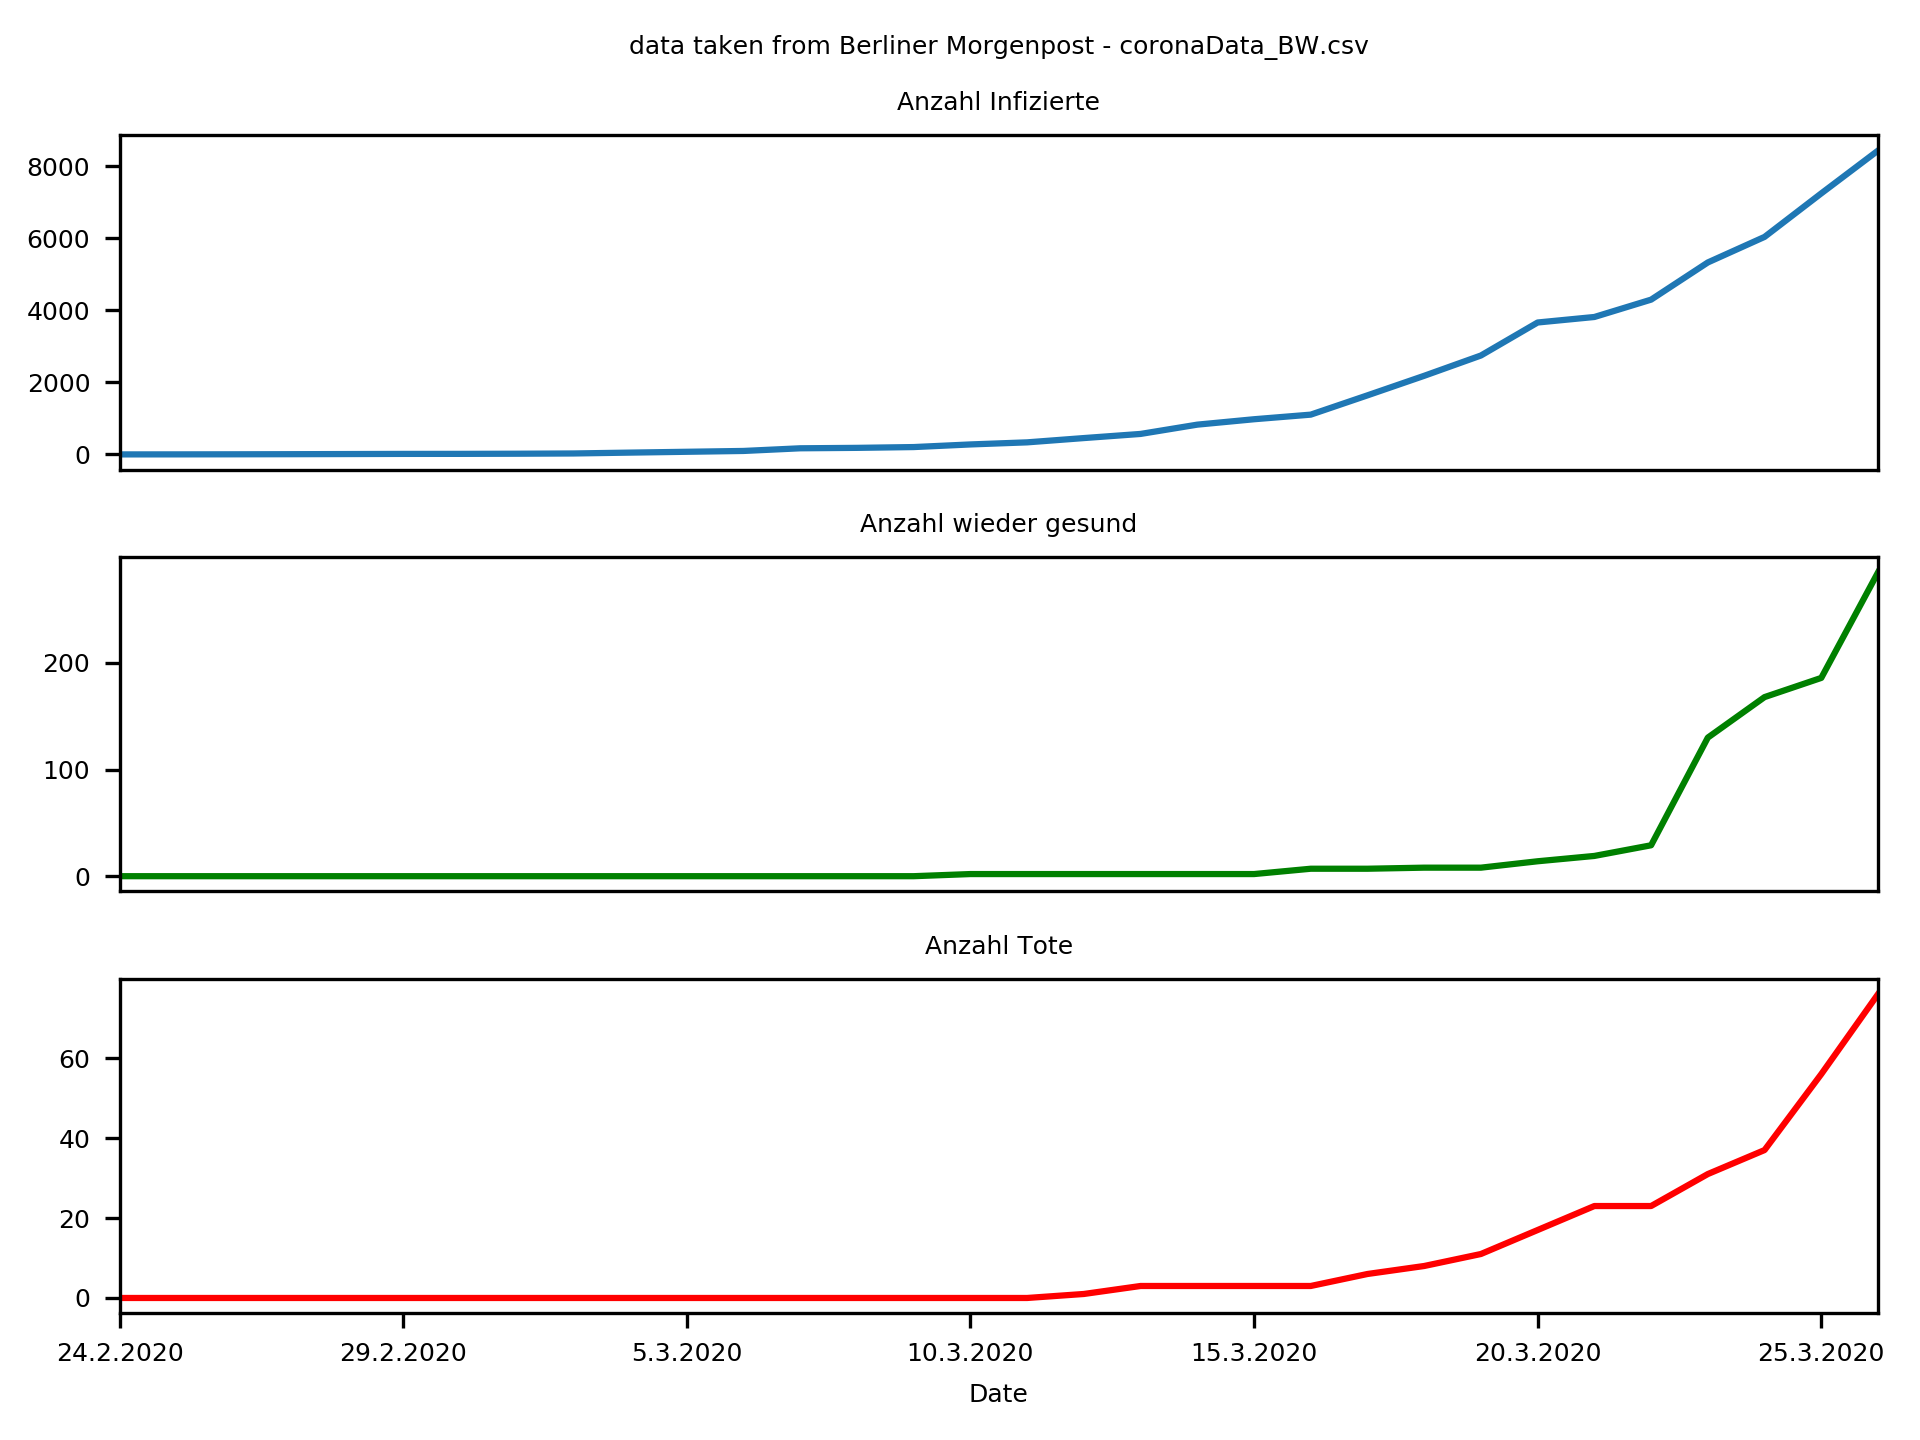 data taken from Berliner Morgenpost - coronaData_BW.csv
Anzahl Infizierte
8000
6000
4000
2000
0
Anzahl wieder gesund
200
100
0
Anzahl Tote
60
40
20
0
24.2.2020 29.2.2020 5.3.2020 10.3.2020 15.3.2020 20.3.2020 25.3.2020
Date